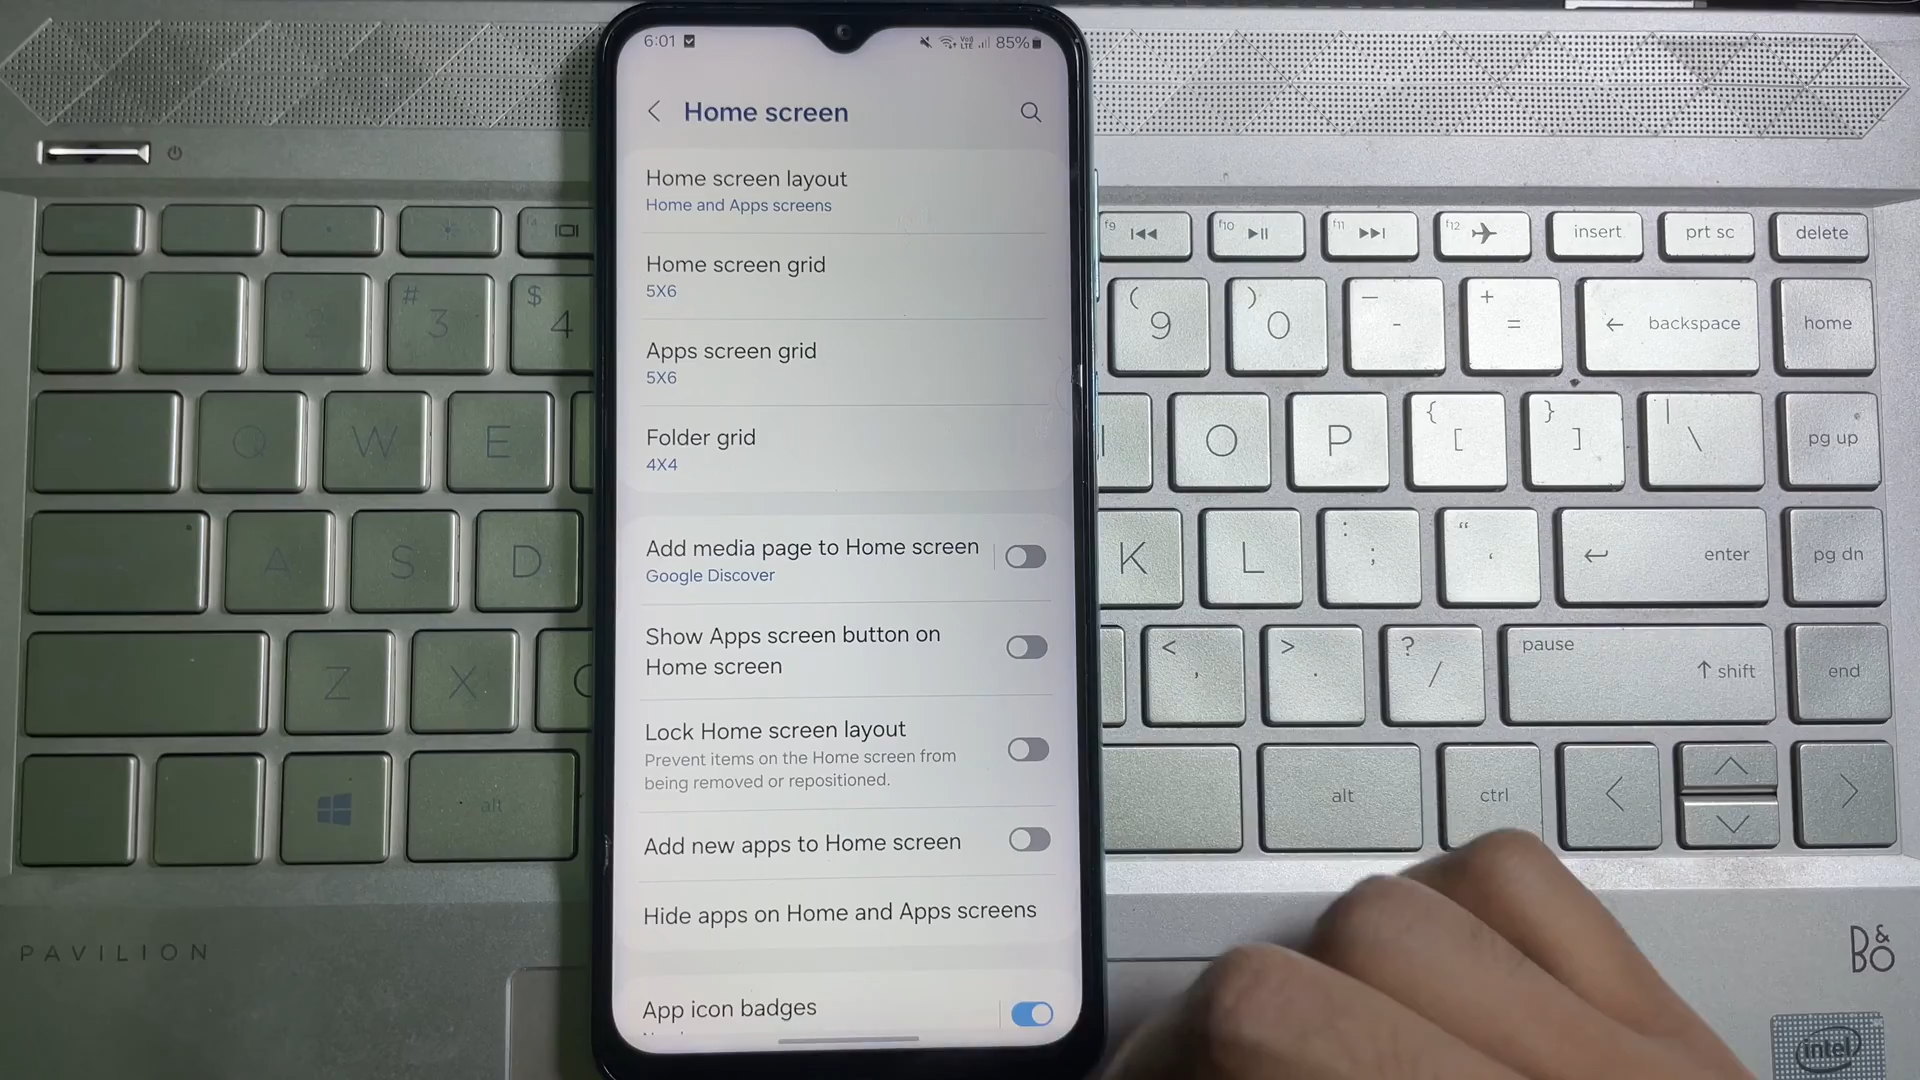 6:01
Vo)) LTE 85%
Home screen
Home screen layout
Home and Apps screens
Home screen grid
5X6
Apps screen grid
5X6
Folder grid
4X4
Add media page to Home screen
Google Discover
Show Apps screen button on
Home screen
Lock Home screen layout
Prevent items on the Home screen from
being removed or repositioned.
Add new apps to Home screen
Hide apps on Home and Apps screens
App icon badges
f9 f10 f11 f12 insert prt sc delete
# 3 $ 4 ( 9 ) 0 — - + = ← backspace home
Q W E O P { [ } ] | \ pg up
A S D K L : ; “ ‘ enter pg dn
Z X < , > . ? / pause ↑ shift end
alt alt ctrl
PAVILION
B&O
intel